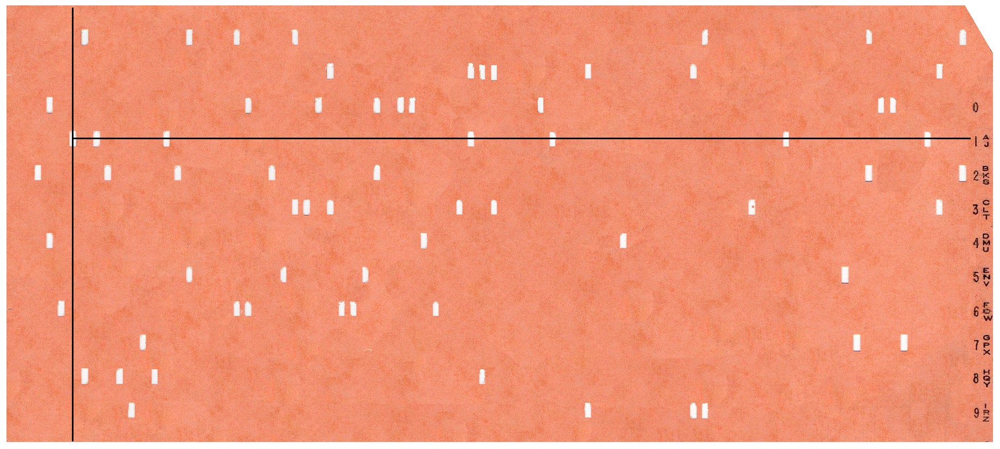 0
1 A J
2 B K S
3 C L T
4 D M U
5 E N V
6 F O W
7 G P X
8 H Q Y
9 I R Z